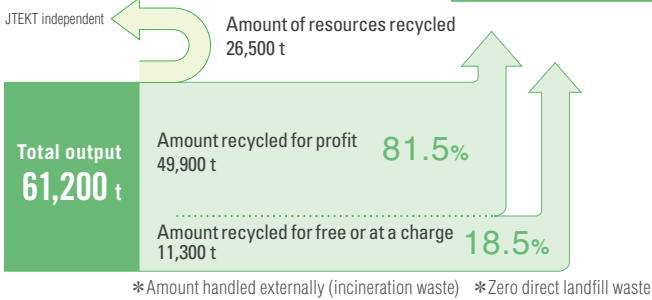 JTEKT independent
Amount of resources recycled
26,500 t
Total output
61,200 t
Amount recycled for profit
49,900 t
81.5%
Amount recycled for free or at a charge
11,300 t
18.5%
*Amount handled externally (incineration waste) *Zero direct landfill waste